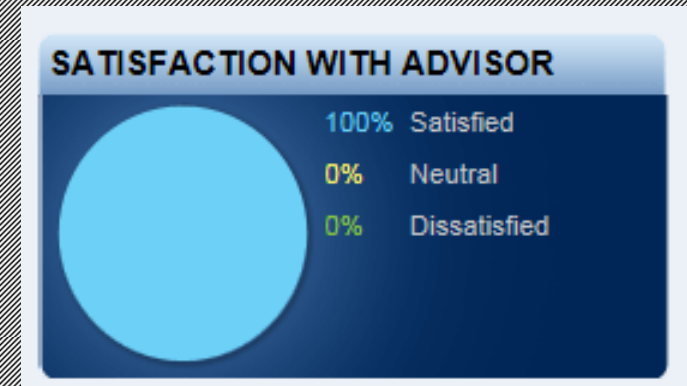 SATISFACTION WITH ADVISOR
100% Satisfied
0% Neutral
0% Dissatisfied